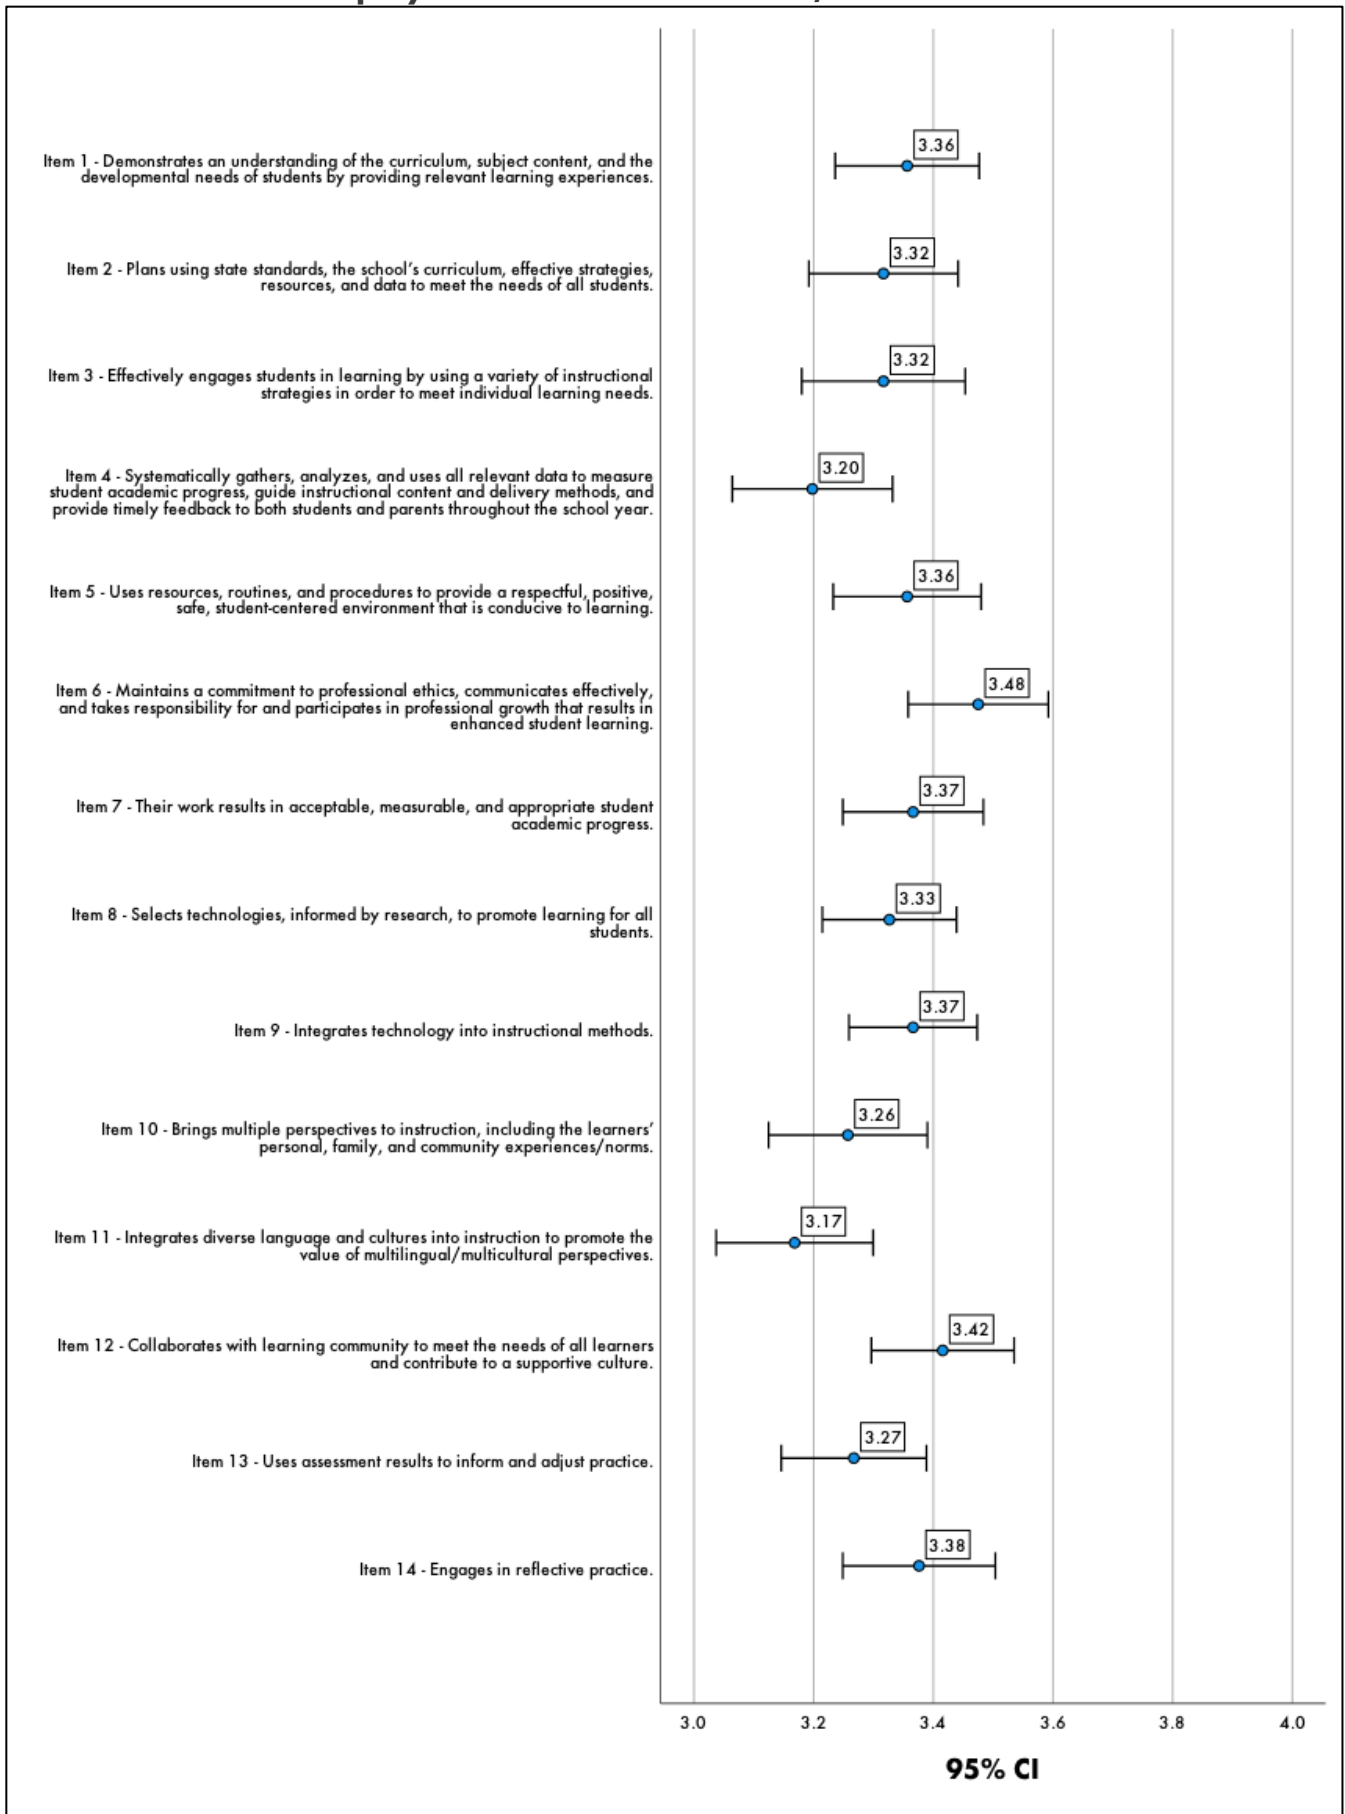 Item 1 - Demonstrates an understanding of the curriculum, subject content, and the
developmental needs of students by providing relevant learning experiences.
3.36
Item 2 - Plans using state standards, the school’s curriculum, effective strategies,
resources, and data to meet the needs of all students.
3.32
Item 3 - Effectively engages students in learning by using a variety of instructional
strategies in order to meet individual learning needs.
3.32
Item 4 - Systematically gathers, analyzes, and uses all relevant data to measure
student academic progress, guide instructional content and delivery methods, and
provide timely feedback to both students and parents throughout the school year.
3.20
Item 5 - Uses resources, routines, and procedures to provide a respectful, positive,
safe, student-centered environment that is conducive to learning.
3.36
Item 6 - Maintains a commitment to professional ethics, communicates effectively,
and takes responsibility for and participates in professional growth that results in
enhanced student learning.
3.48
Item 7 - Their work results in acceptable, measurable, and appropriate student
academic progress.
3.37
Item 8 - Selects technologies, informed by research, to promote learning for all
students.
3.33
Item 9 - Integrates technology into instructional methods.
3.37
Item 10 - Brings multiple perspectives to instruction, including the learners’
personal, family, and community experiences/norms.
3.26
Item 11 - Integrates diverse language and cultures into instruction to promote the
value of multilingual/multicultural perspectives.
3.17
Item 12 - Collaborates with learning community to meet the needs of all learners
and contribute to a supportive culture.
3.42
Item 13 - Uses assessment results to inform and adjust practice.
3.27
Item 14 - Engages in reflective practice.
3.38
3.0 3.2 3.4 3.6 3.8 4.0
95% CI